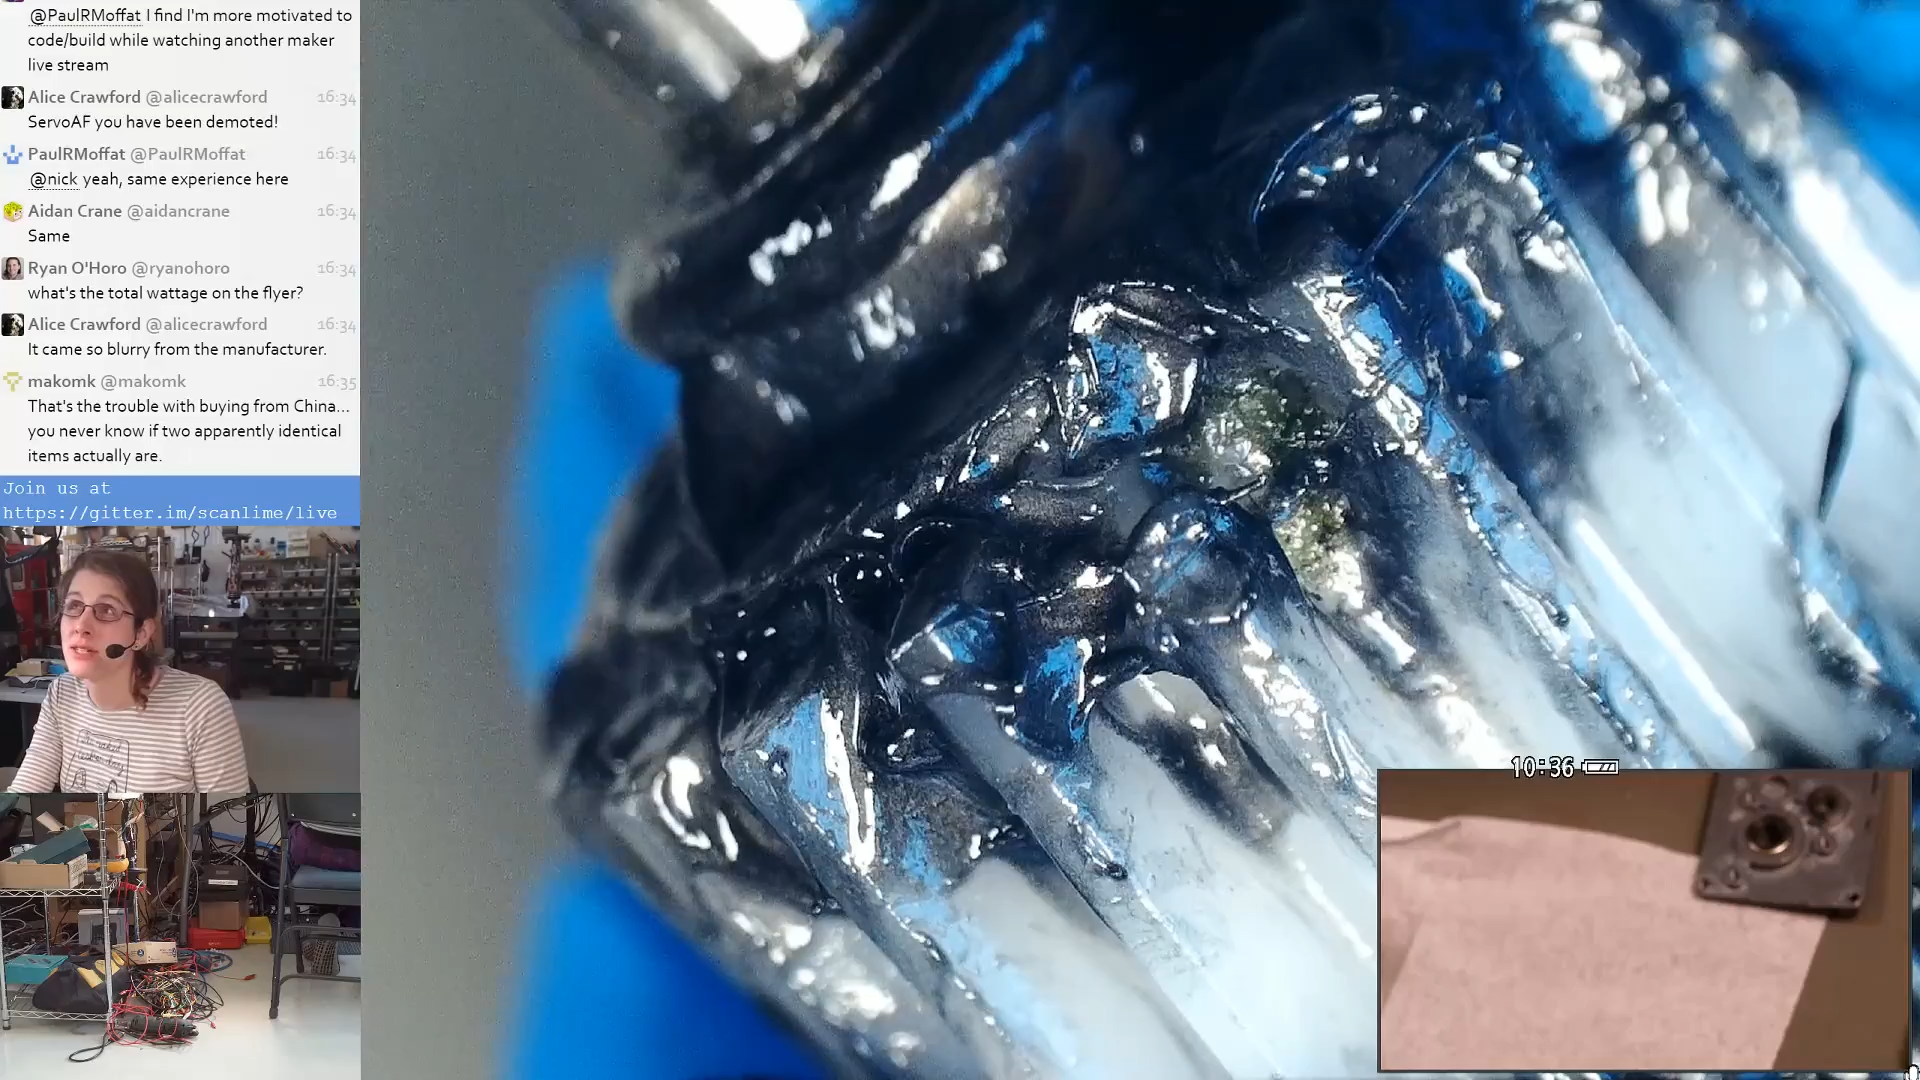 @PaulRMoffat I find I'm more motivated to
code/build while watching another maker
live stream
Alice Crawford @alicecrawford 16:34
ServoAF you have been demoted!
PaulRMoffat @PaulRMoffat 16:34
@nick yeah, same experience here
Aidan Crane @aidancrane 16:34
Same
Ryan O'Horo @ryanohoro 16:34
what's the total wattage on the flyer?
Alice Crawford @alicecrawford 16:34
It came so blurry from the manufacturer.
makomk @makomk 16:35
That's the trouble with buying from China...
you never know if two apparently identical
items actually are.
Join us at
https://gitter.im/scanlime/live
10:36